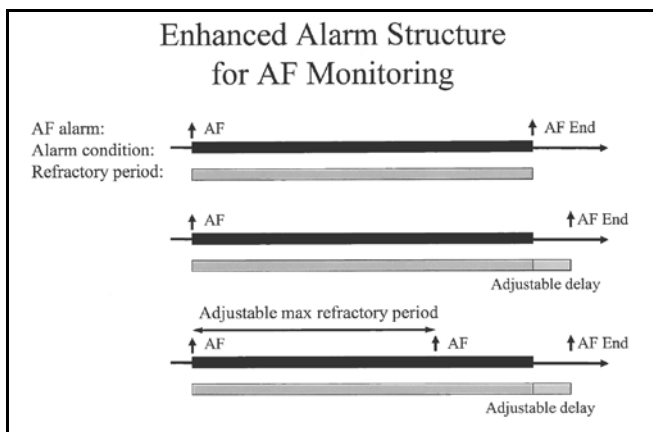 Enhanced Alarm Structure
for AF Monitoring
AF alarm:
AF
AF End
Alarm condition:
Refractory period:
AF
AF End
Adjustable delay
Adjustable max refractory period
AF
AF
AF End
Adjustable delay